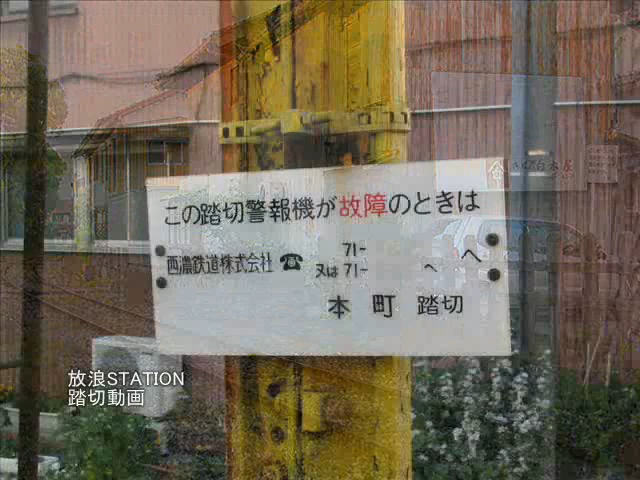 この踏切警報機が故障のときは
西濃鉄道株式会社 ☎ 71-
又は 71- へ へ
本町 踏切
放浪STATION
踏切動画